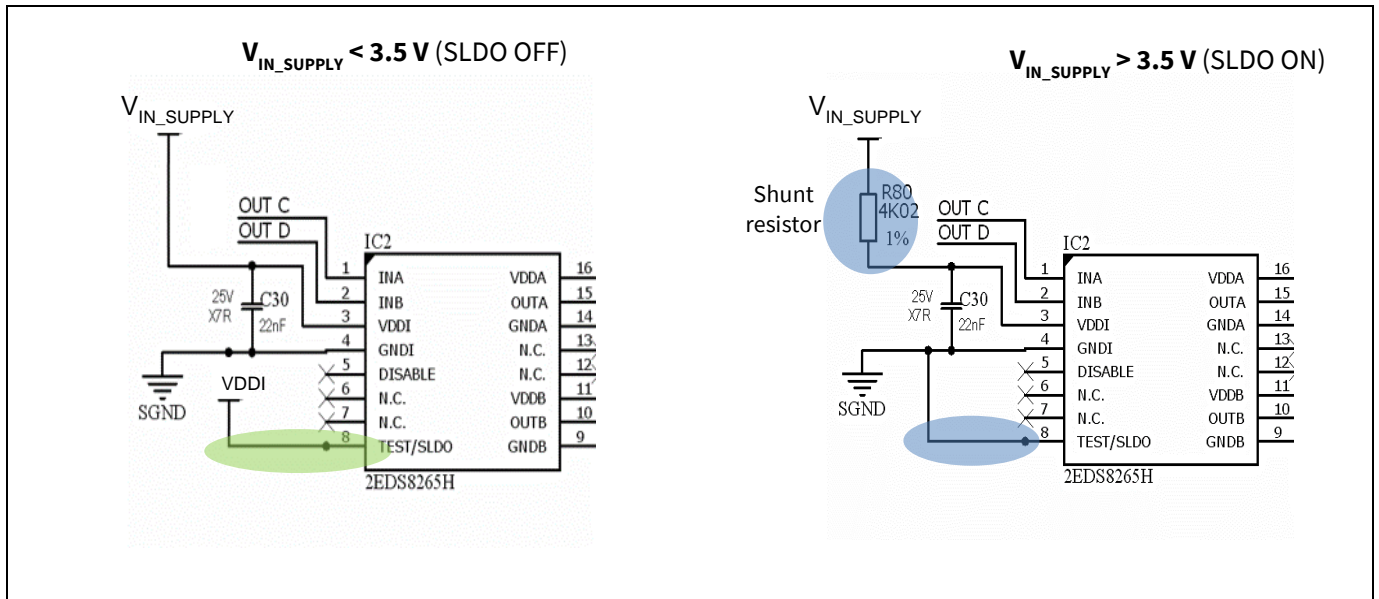 V_IN_SUPPLY < 3.5 V (SLDO OFF)
V_IN_SUPPLY
OUT C
OUT D
IC2
25V
X7R
C30
22nF
SGND
VDDI
1 INA VDDA 16
2 INB OUTA 15
3 VDDI GNDA 14
4 GNDI N.C. 13
5 DISABLE N.C. 12
6 N.C. VDDB 11
7 N.C. OUTB 10
8 TEST/SLDO GNDB 9
2EDS8265H
V_IN_SUPPLY > 3.5 V (SLDO ON)
V_IN_SUPPLY
Shunt
resistor
R80
4K02
1%
OUT C
OUT D
IC2
25V
X7R
C30
22nF
SGND
1 INA VDDA 16
2 INB OUTA 15
3 VDDI GNDA 14
4 GNDI N.C. 13
5 DISABLE N.C. 12
6 N.C. VDDB 11
7 N.C. OUTB 10
8 TEST/SLDO GNDB 9
2EDS8265H